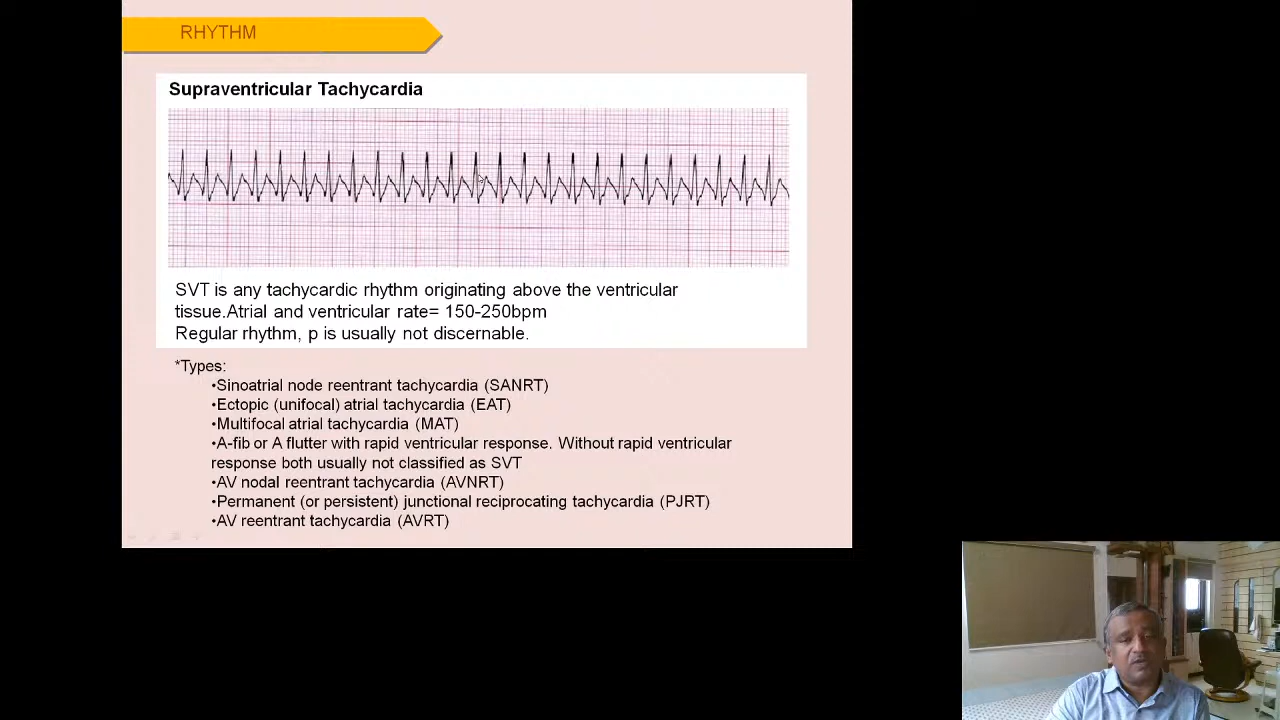 RHYTHM
Supraventricular Tachycardia
SVT is any tachycardic rhythm originating above the ventricular
tissue.Atrial and ventricular rate= 150-250bpm
Regular rhythm, p is usually not discernable.
*Types:
•Sinoatrial node reentrant tachycardia (SANRT)
•Ectopic (unifocal) atrial tachycardia (EAT)
•Multifocal atrial tachycardia (MAT)
•A-fib or A flutter with rapid ventricular response. Without rapid ventricular
response both usually not classified as SVT
•AV nodal reentrant tachycardia (AVNRT)
•Permanent (or persistent) junctional reciprocating tachycardia (PJRT)
•AV reentrant tachycardia (AVRT)